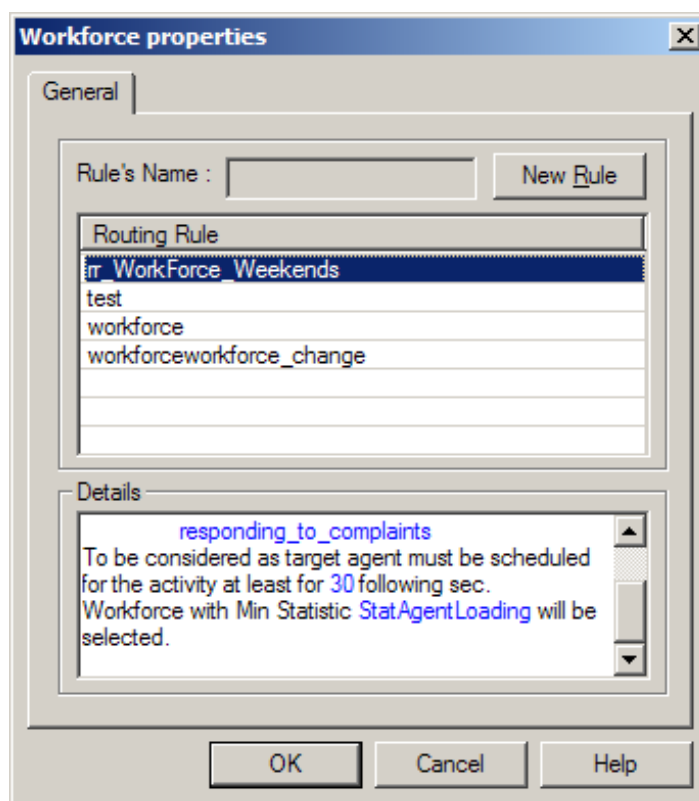 Workforce properties
General
Rule's Name :
New Rule
Routing Rule
rr_WorkForce_Weekends
test
workforce
workforceworkforce_change
Details
responding_to_complaints
To be considered as target agent must be scheduled
for the activity at least for 30 following sec.
Workforce with Min Statistic StatAgentLoading will be
selected.
OK
Cancel
Help